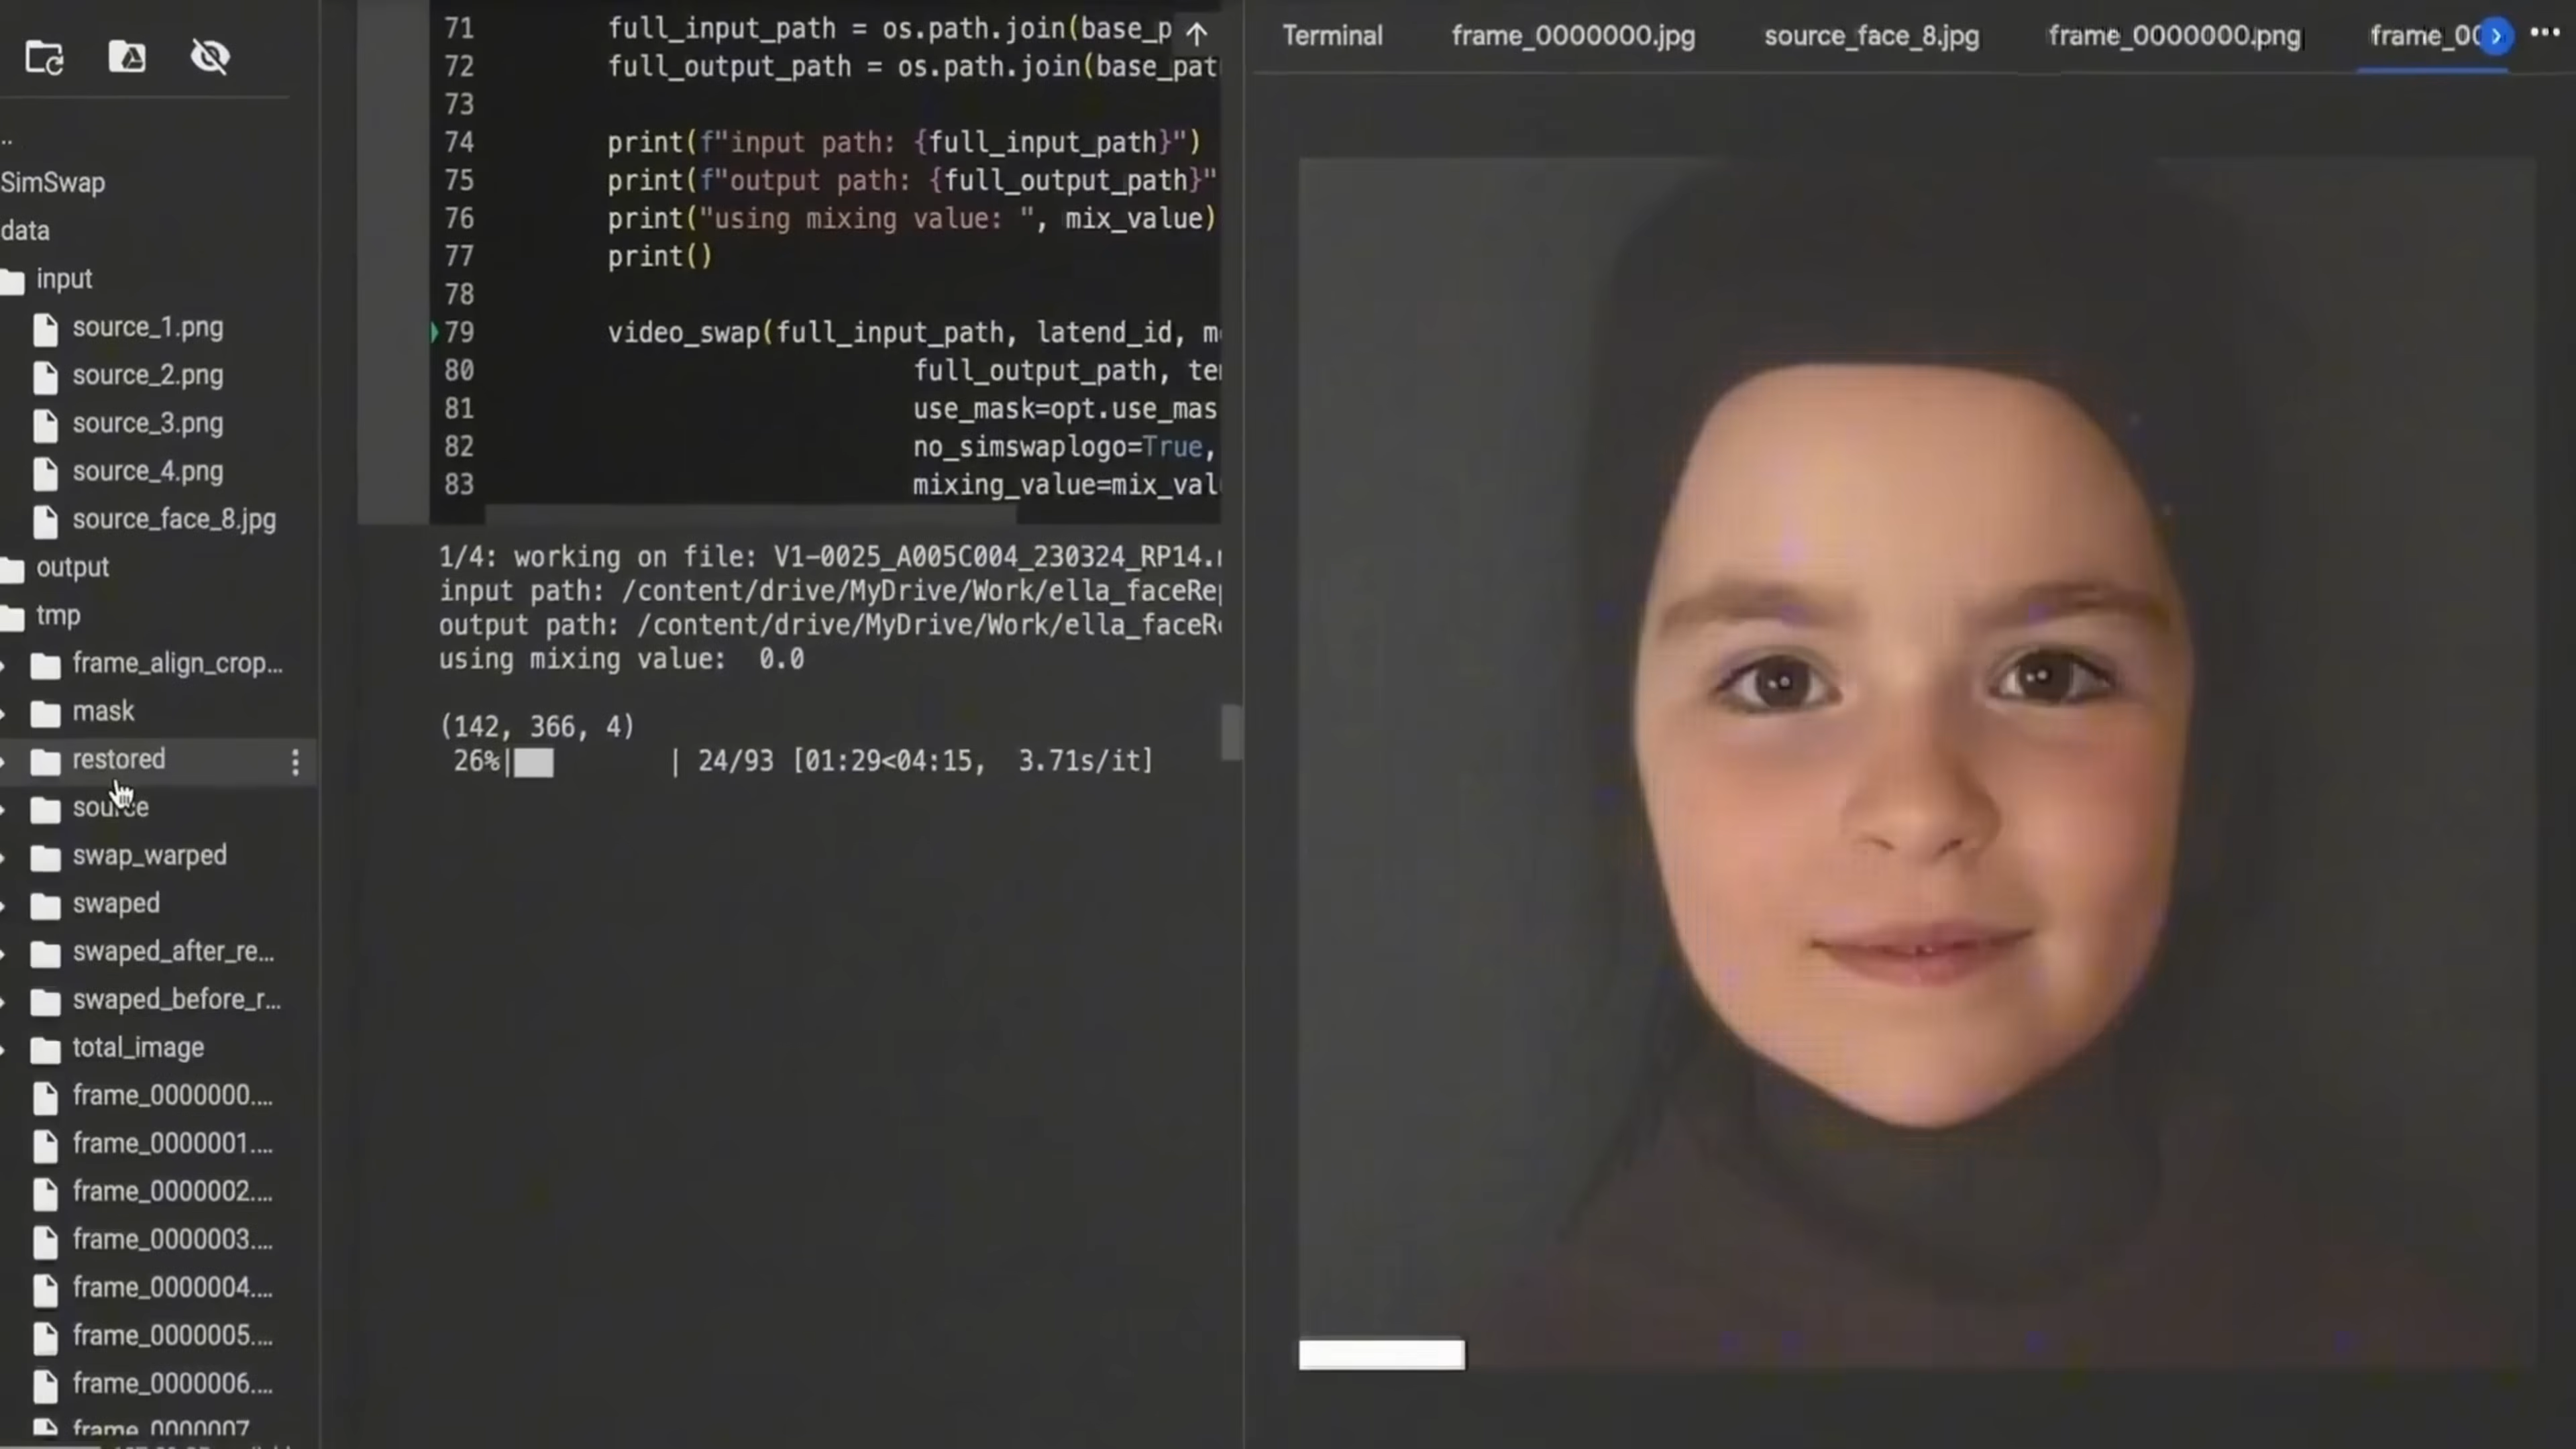 ..
SimSwap
data
input
source_1.png
source_2.png
source_3.png
source_4.png
source_face_8.jpg
output
tmp
frame_align_crop...
mask
restored
source
swap_warped
swaped
swaped_after_re...
swaped_before_r...
total_image
frame_0000000....
frame_0000001....
frame_0000002....
frame_0000003....
frame_0000004....
frame_0000005....
frame_0000006....
frame_0000007
71 full_input_path = os.path.join(base_p
72 full_output_path = os.path.join(base_pat
73
74 print(f"input path: {full_input_path}")
75 print(f"output path: {full_output_path}"
76 print("using mixing value: ", mix_value)
77 print()
78
79 video_swap(full_input_path, latend_id, m
80 full_output_path, te
81 use_mask=opt.use_mas
82 no_simswaplogo=True,
83 mixing_value=mix_val
1/4: working on file: V1-0025_A005C004_230324_RP14.
input path: /content/drive/MyDrive/Work/ella_faceRe
output path: /content/drive/MyDrive/Work/ella_faceR
using mixing value: 0.0
(142, 366, 4)
26%| | 24/93 [01:29<04:15, 3.71s/it]
Terminal frame_0000000.jpg source_face_8.jpg frame_0000000.png frame_00